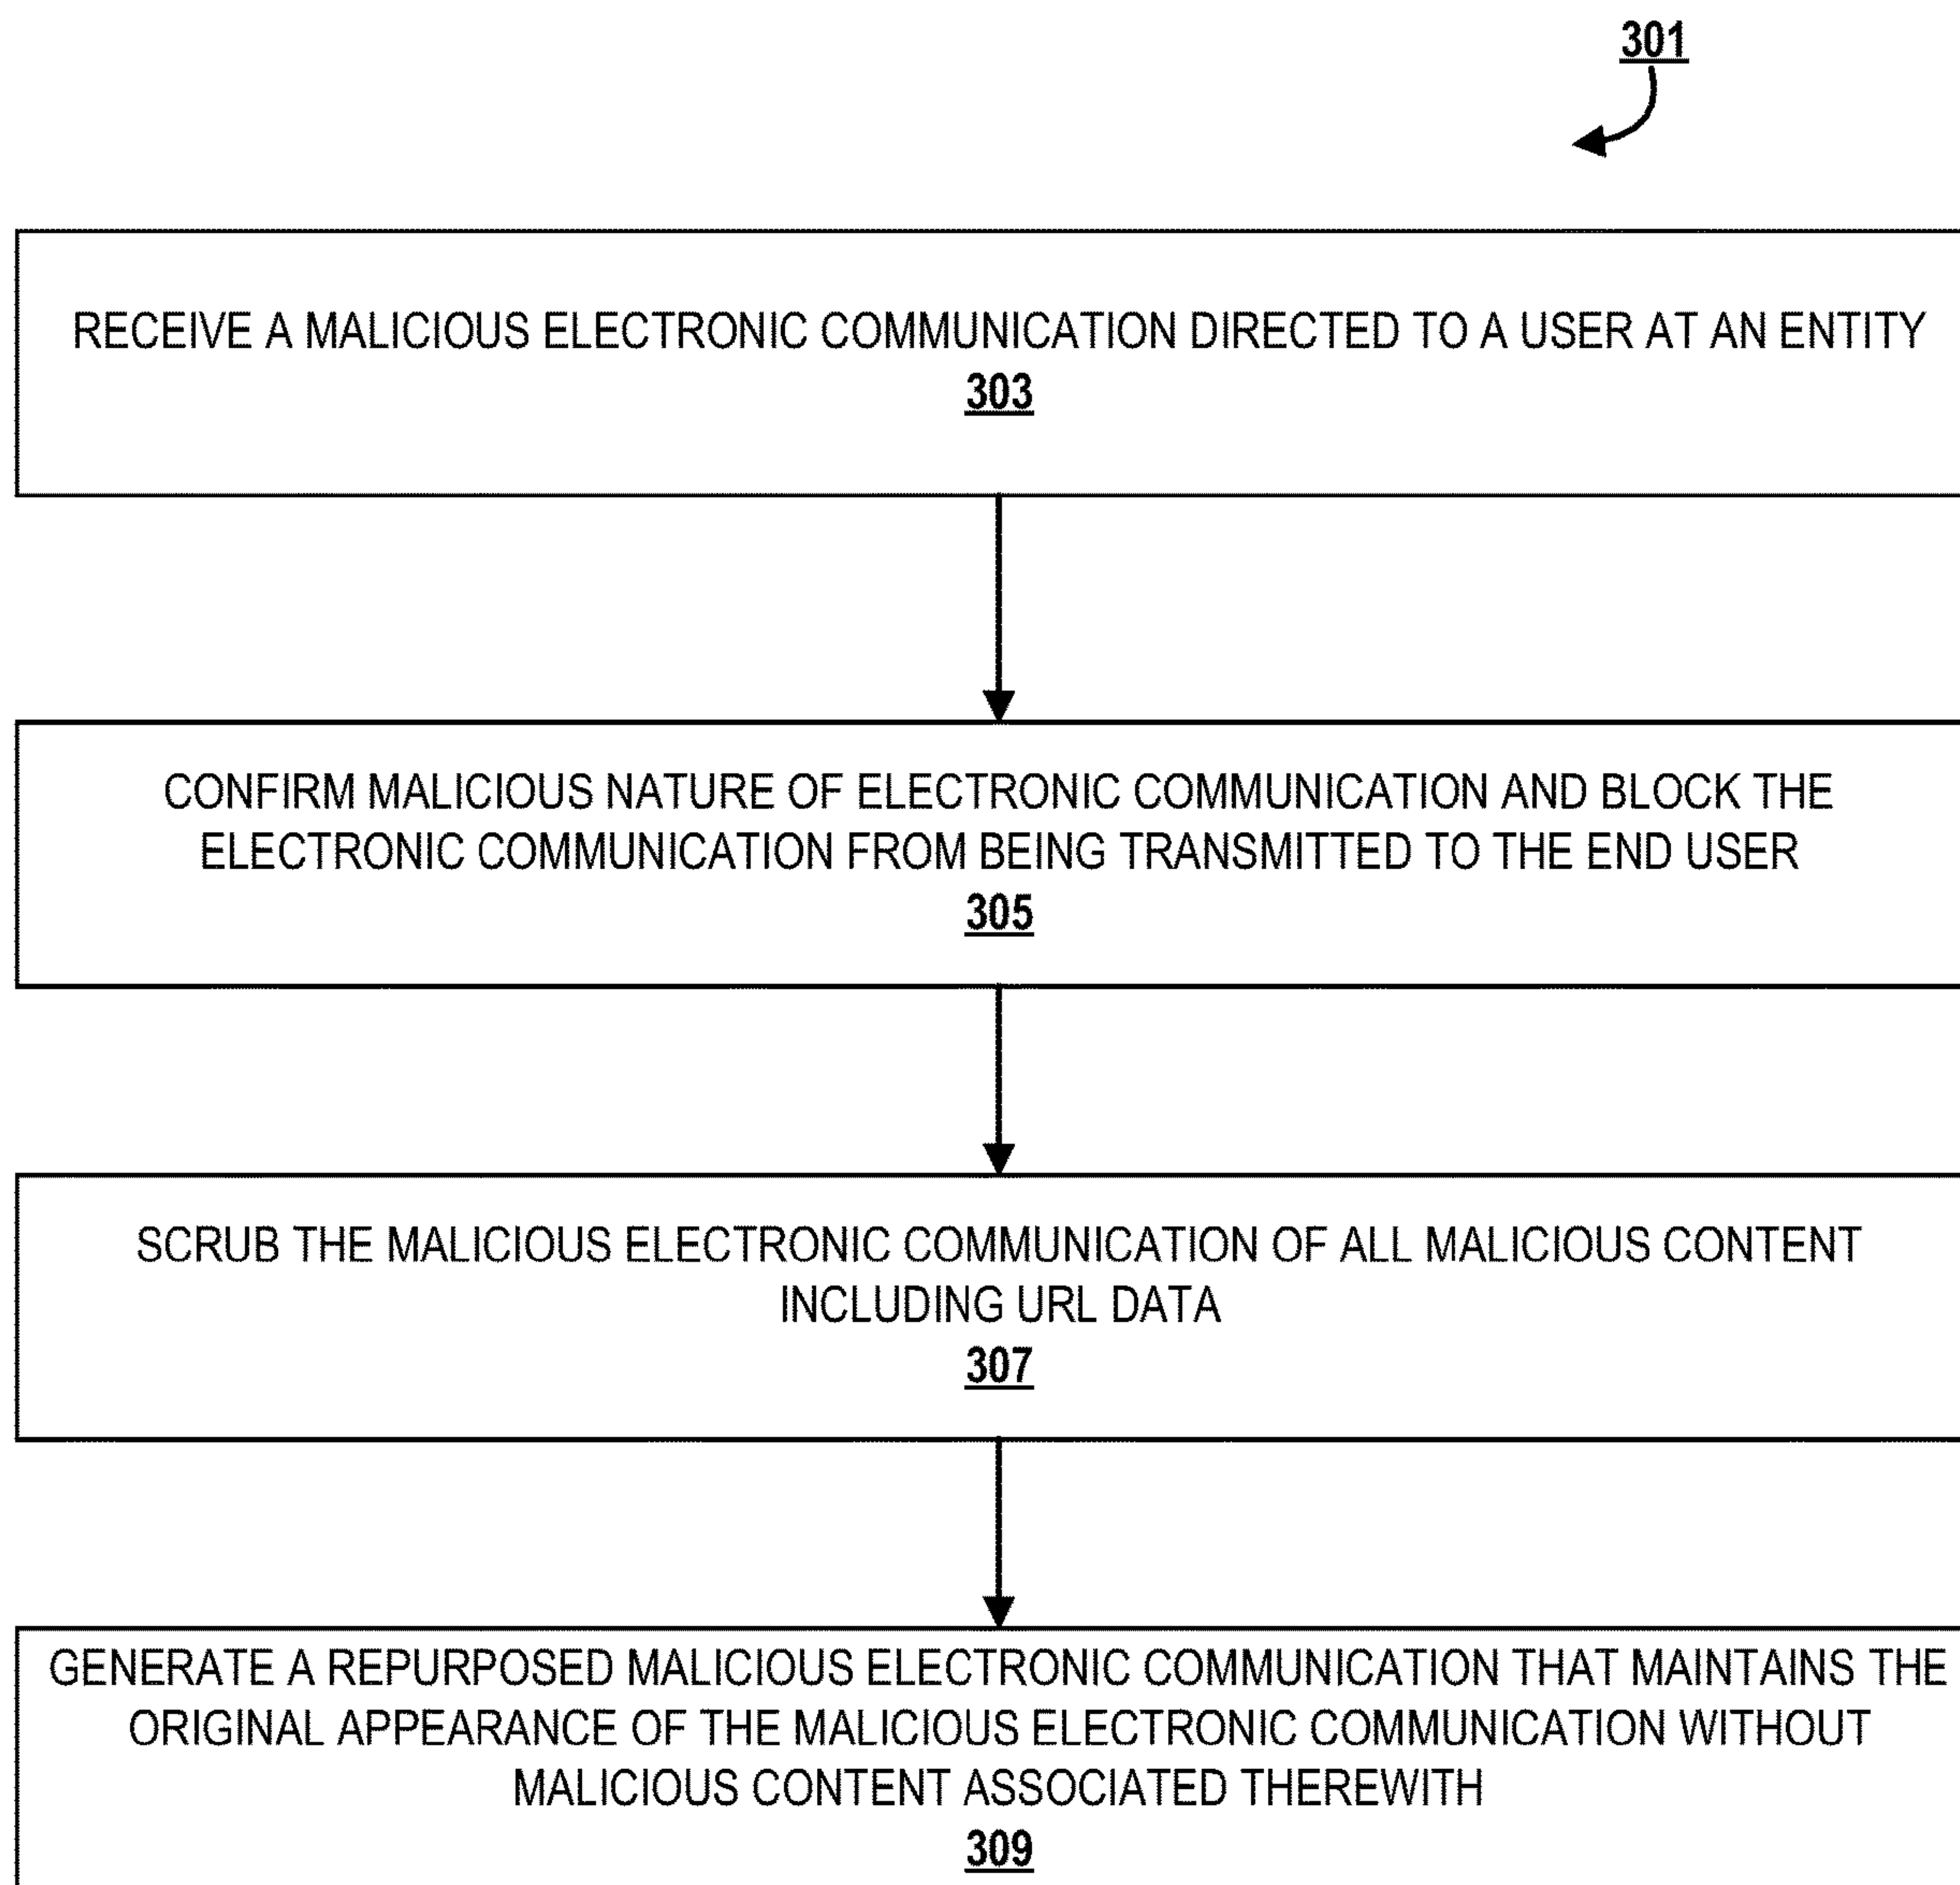 301
RECEIVE A MALICIOUS ELECTRONIC COMMUNICATION DIRECTED TO A USER AT AN ENTITY
303
CONFIRM MALICIOUS NATURE OF ELECTRONIC COMMUNICATION AND BLOCK THE
ELECTRONIC COMMUNICATION FROM BEING TRANSMITTED TO THE END USER
305
SCRUB THE MALICIOUS ELECTRONIC COMMUNICATION OF ALL MALICIOUS CONTENT
INCLUDING URL DATA
307
GENERATE A REPURPOSED MALICIOUS ELECTRONIC COMMUNICATION THAT MAINTAINS THE
ORIGINAL APPEARANCE OF THE MALICIOUS ELECTRONIC COMMUNICATION WITHOUT
MALICIOUS CONTENT ASSOCIATED THEREWITH
309